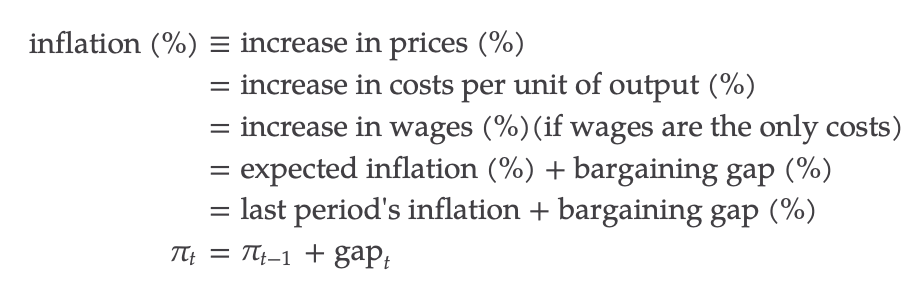 inflation (%) ≡ increase in prices (%)
= increase in costs per unit of output (%)
= increase in wages (%)(if wages are the only costs)
= expected inflation (%) + bargaining gap (%)
= last period's inflation + bargaining gap (%)
πₜ = πₜ₋₁ + gapₜ